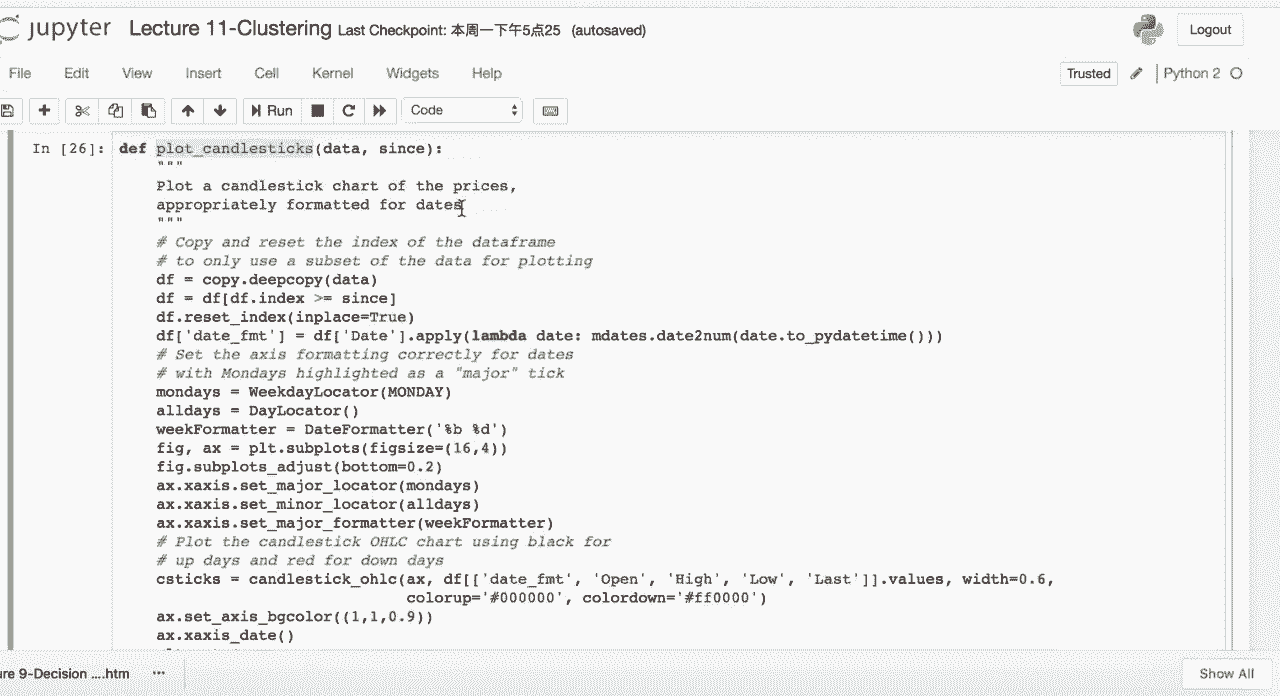 jupyter Lecture 11-Clustering Last Checkpoint: 本周一下午5点25 (autosaved) Logout
File Edit View Insert Cell Kernel Widgets Help Trusted Python 2
Run Code
In [26]: def plot_candlesticks(data, since):
"""
Plot a candlestick chart of the prices,
appropriately formatted for dates
"""
# Copy and reset the index of the dataframe
# to only use a subset of the data for plotting
df = copy.deepcopy(data)
df = df[df.index >= since]
df.reset_index(inplace=True)
df['date_fmt'] = df['Date'].apply(lambda date: mdates.date2num(date.to_pydatetime()))
# Set the axis formatting correctly for dates
# with Mondays highlighted as a "major" tick
mondays = WeekdayLocator(MONDAY)
alldays = DayLocator()
weekFormatter = DateFormatter('%b %d')
fig, ax = plt.subplots(figsize=(16,4))
fig.subplots_adjust(bottom=0.2)
ax.xaxis.set_major_locator(mondays)
ax.xaxis.set_minor_locator(alldays)
ax.xaxis.set_major_formatter(weekFormatter)
# Plot the candlestick OHLC chart using black for
# up days and red for down days
csticks = candlestick_ohlc(ax, df[['date_fmt', 'Open', 'High', 'Low', 'Last']].values, width=0.6,
colorup='#000000', colordown='#ff0000')
ax.set_axis_bgcolor((1,1,0.9))
ax.xaxis_date()
ure 9-Decision ....htm ••• Show All